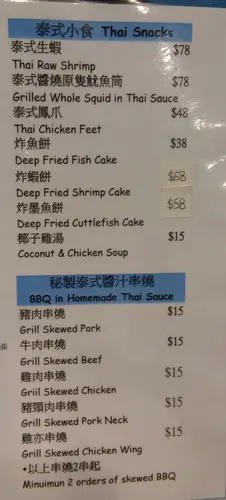 泰式小食 Thai Snacks
泰式生蝦 $78
Thai Raw Shrimp
泰式醬燒原隻魷魚筒 $78
Grilled Whole Squid in Thai Sauce
泰式鳳爪 $48
Thai Chicken Feet
炸魚餅 $38
Deep Fried Fish Cake
炸蝦餅 $68
Deep Fried Shrimp Cake
炸墨魚餅 $58
Deep Fried Cuttlefish Cake
椰子雞湯 $15
Coconut & Chicken Soup
秘製泰式醬汁串燒
BBQ in Homemade Thai Sauce
豬肉串燒 $15
Grill Skewed Pork
牛肉串燒 $15
Grill Skewed Beef
雞肉串燒 $15
Grill Skewed Chicken
豬頸肉串燒 $15
Grill Skewed Pork Neck
雞亦串燒 $15
Grill Skewed Chicken Wing
•以上串燒2串起
Minuimun 2 orders of skewed BBQ